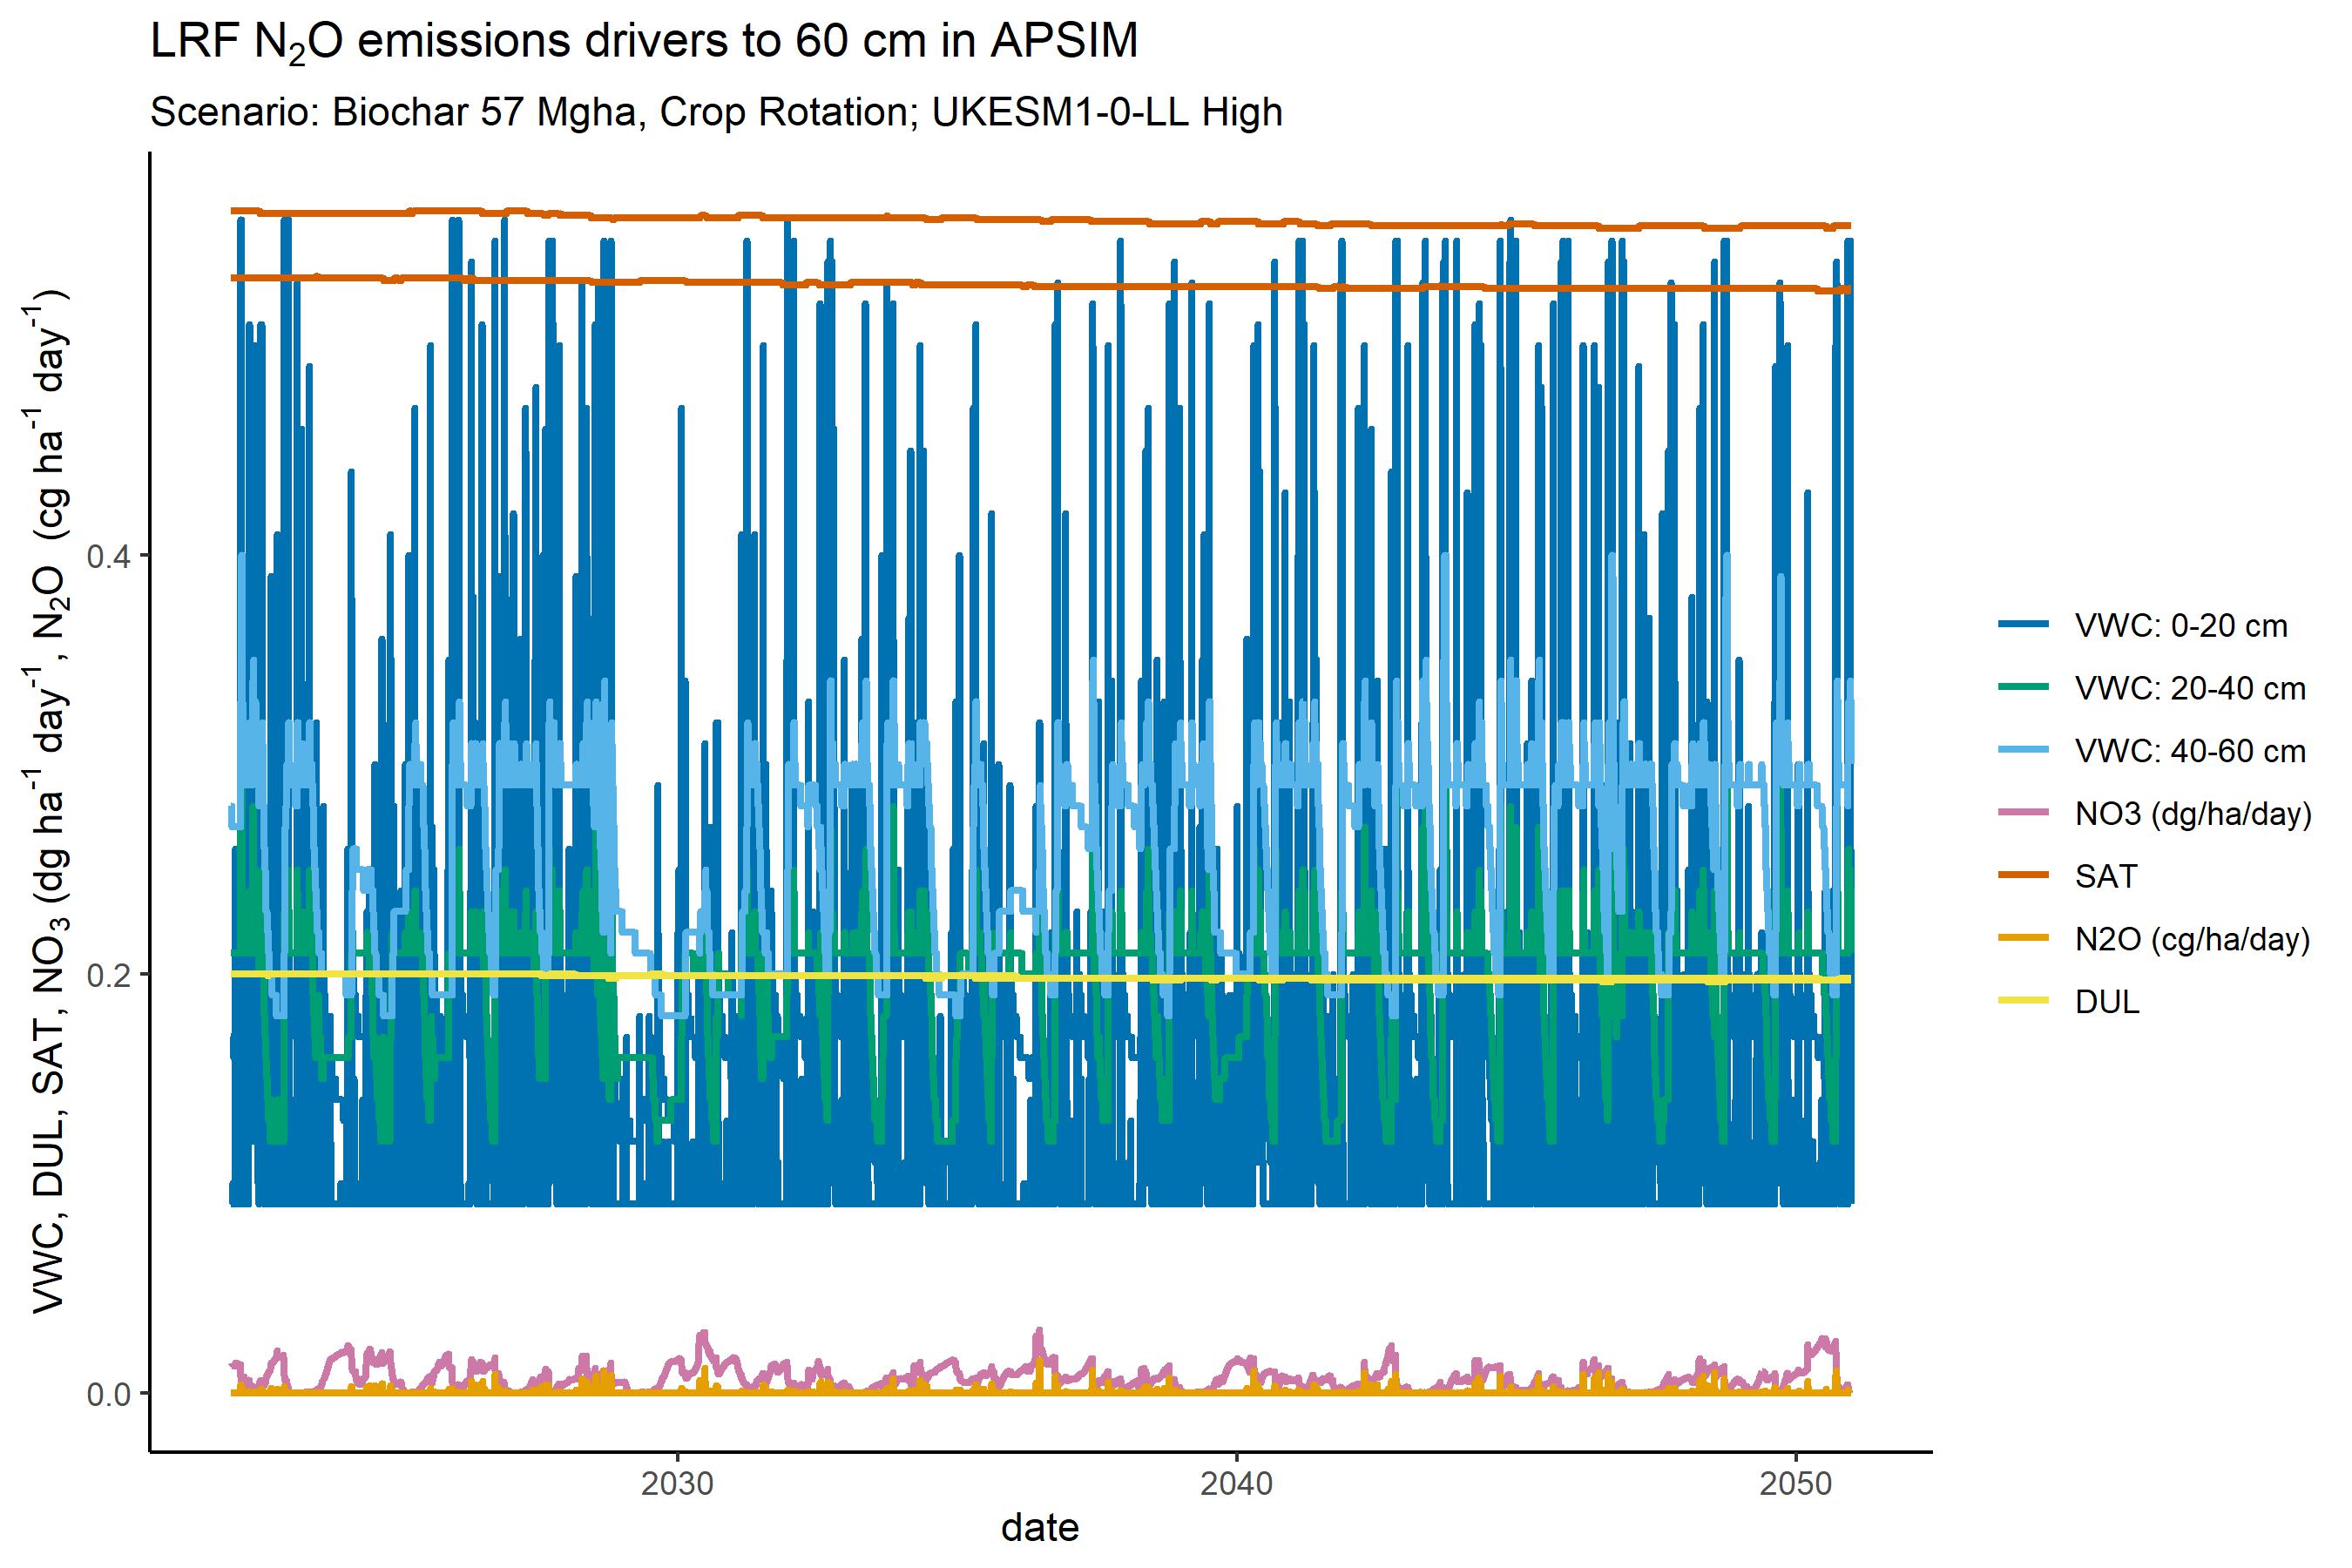 LRF N₂O emissions drivers to 60 cm in APSIM
Scenario: Biochar 57 Mgha, Crop Rotation; UKESM1-0-LL High
VWC, DUL, SAT, NO₃ (dg ha⁻¹ day⁻¹, N₂O (cg ha⁻¹ day⁻¹)
0.4
0.2
0.0
2030
2040
2050
date
VWC: 0-20 cm
VWC: 20-40 cm
VWC: 40-60 cm
NO3 (dg/ha/day)
SAT
N2O (cg/ha/day)
DUL